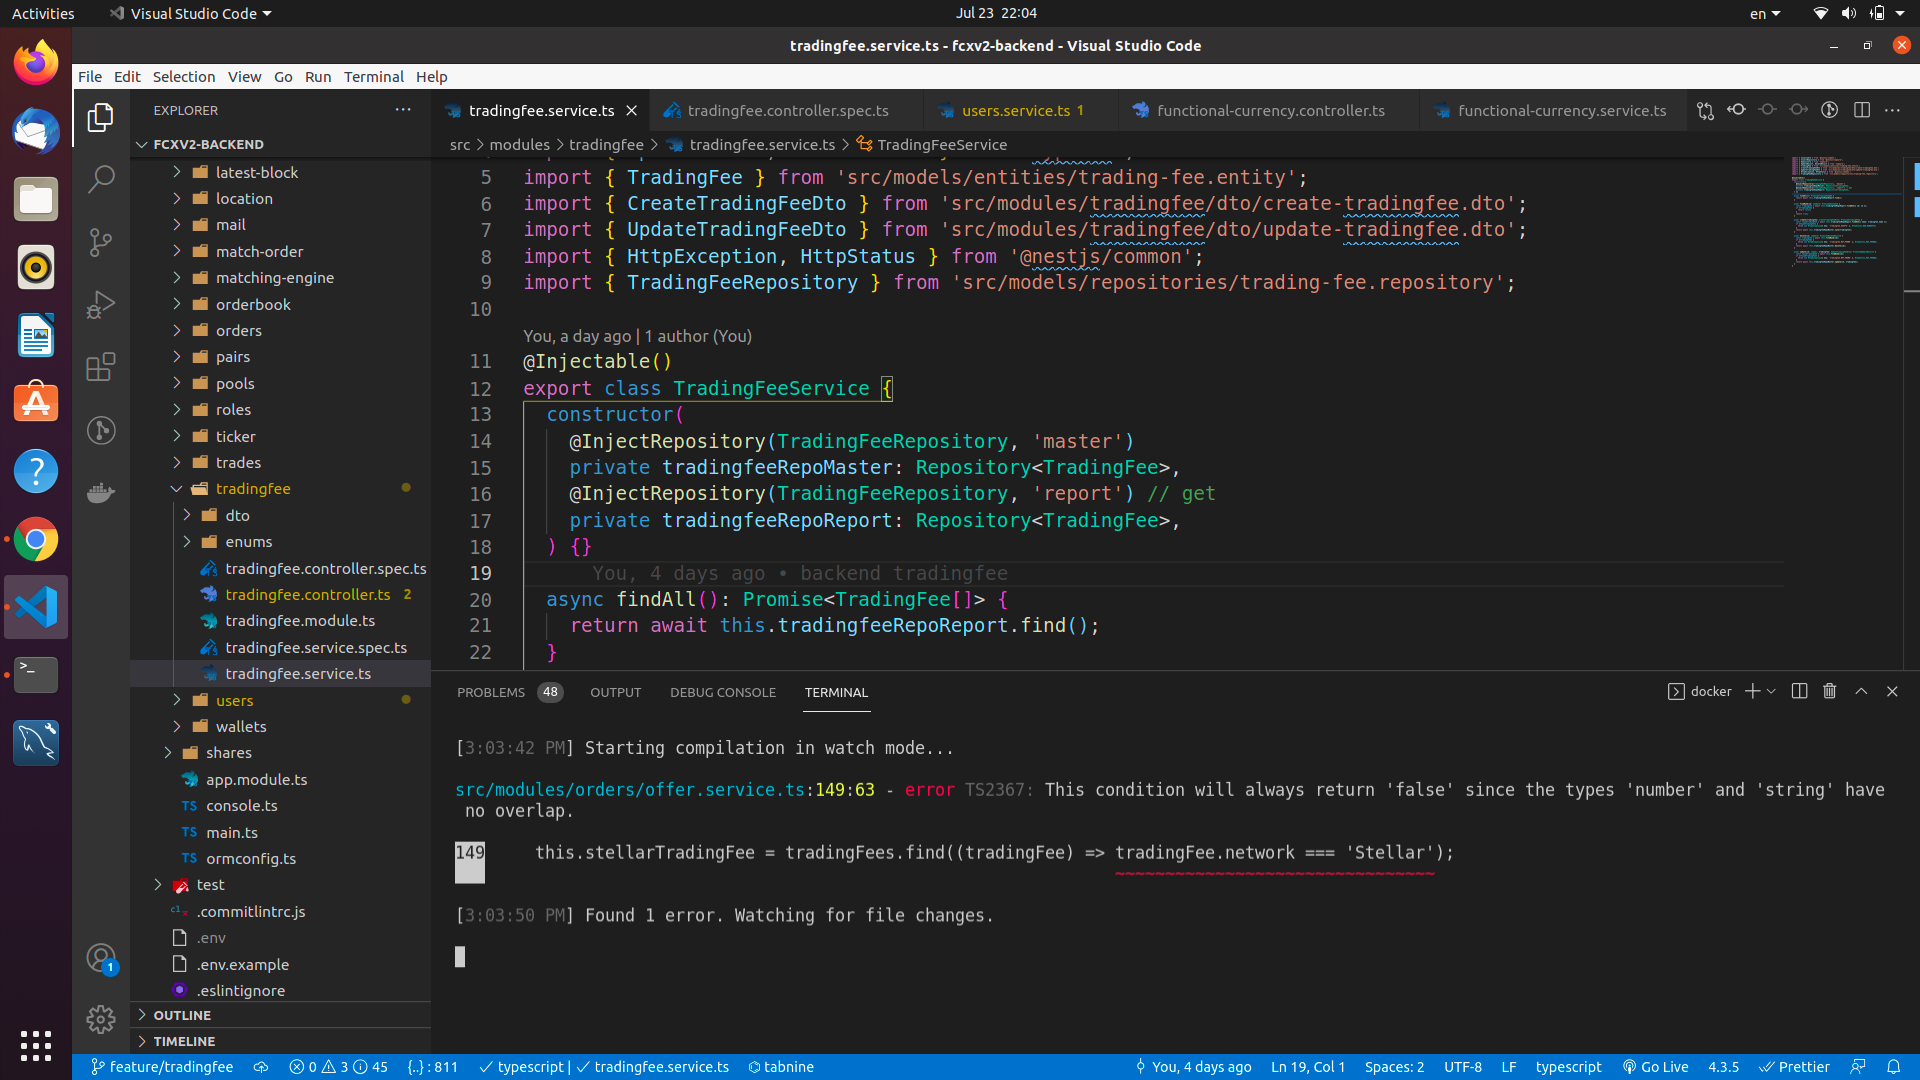 Activities
Visual Studio Code
Jul 23 22:04
en
tradingfee.service.ts - fcxv2-backend - Visual Studio Code
File Edit Selection View Go Run Terminal Help
EXPLORER
FCXV2-BACKEND
latest-block
location
mail
match-order
matching-engine
orderbook
orders
pairs
pools
roles
ticker
trades
tradingfee
dto
enums
tradingfee.controller.spec.ts
tradingfee.controller.ts 2
tradingfee.module.ts
tradingfee.service.spec.ts
tradingfee.service.ts
users
wallets
shares
app.module.ts
TS console.ts
TS main.ts
TS ormconfig.ts
test
.commitlintrc.js
.env
.env.example
.eslintignore
OUTLINE
TIMELINE
1
tradingfee.service.ts
tradingfee.controller.spec.ts
users.service.ts 1
functional-currency.controller.ts
functional-currency.service.ts
src > modules > tradingfee > tradingfee.service.ts > TradingFeeService
5 import { TradingFee } from 'src/models/entities/trading-fee.entity';
6 import { CreateTradingFeeDto } from 'src/modules/tradingfee/dto/create-tradingfee.dto';
7 import { UpdateTradingFeeDto } from 'src/modules/tradingfee/dto/update-tradingfee.dto';
8 import { HttpException, HttpStatus } from '@nestjs/common';
9 import { TradingFeeRepository } from 'src/models/repositories/trading-fee.repository';
10
You, a day ago | 1 author (You)
11 @Injectable()
12 export class TradingFeeService {
13 constructor(
14 @InjectRepository(TradingFeeRepository, 'master')
15 private tradingfeeRepoMaster: Repository<TradingFee>,
16 @InjectRepository(TradingFeeRepository, 'report') // get
17 private tradingfeeRepoReport: Repository<TradingFee>,
18 ) {}
19 You, 4 days ago • backend tradingfee
20 async findAll(): Promise<TradingFee[]> {
21 return await this.tradingfeeRepoReport.find();
22 }
PROBLEMS 48 OUTPUT DEBUG CONSOLE TERMINAL
docker
[3:03:42 PM] Starting compilation in watch mode...
src/modules/orders/offer.service.ts:149:63 - error TS2367: This condition will always return 'false' since the types 'number' and 'string' have
no overlap.
149 this.stellarTradingFee = tradingFees.find((tradingFee) => tradingFee.network === 'Stellar');
[3:03:50 PM] Found 1 error. Watching for file changes.
feature/tradingfee 0 3 45 {..} : 811 typescript | tradingfee.service.ts tabnine
You, 4 days ago Ln 19, Col 1 Spaces: 2 UTF-8 LF typescript Go Live 4.3.5 Prettier